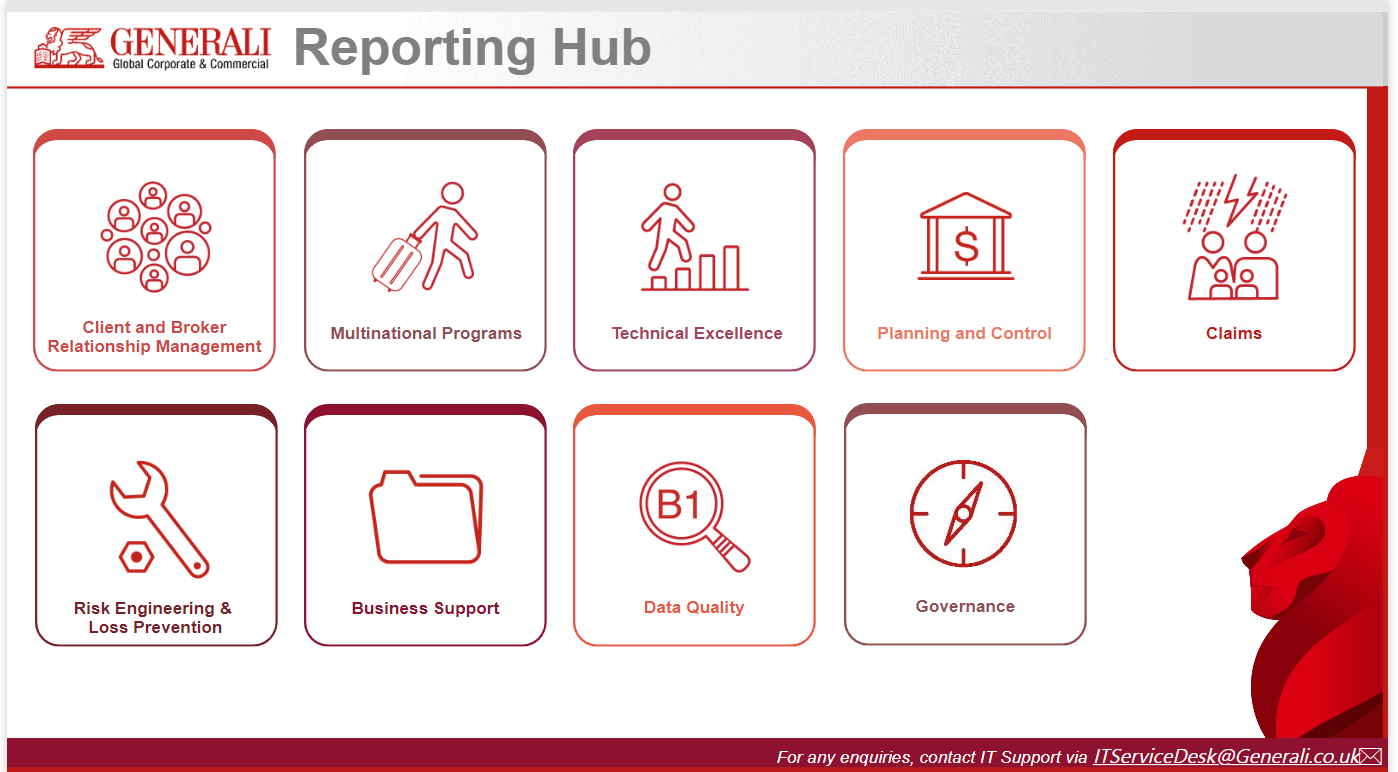 GENERALI
Global Corporate & Commercial
Reporting Hub
Client and Broker
Relationship Management
Multinational Programs
Technical Excellence
$
Planning and Control
Claims
Risk Engineering &
Loss Prevention
Business Support
B1
Data Quality
Governance
For any enquiries, contact IT Support via ITServiceDesk@Generali.co.uk